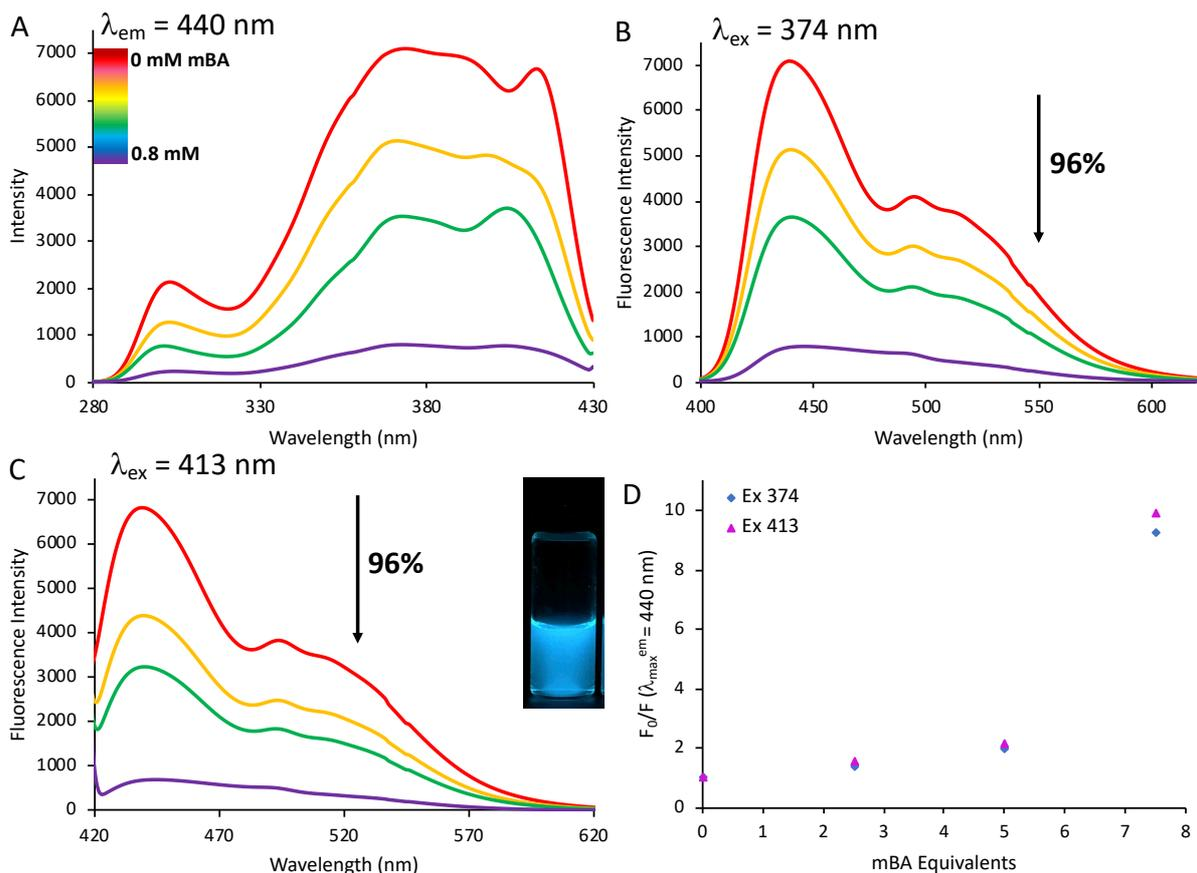 A
λem = 440 nm
0 mM mBA
0.8 mM
7000
6000
5000
4000
3000
2000
1000
0
Intensity
280
330
380
430
Wavelength (nm)
B
λex = 374 nm
96%
7000
6000
5000
4000
3000
2000
1000
0
Fluorescence Intensity
400
450
500
550
600
Wavelength (nm)
C
λex = 413 nm
96%
7000
6000
5000
4000
3000
2000
1000
0
Fluorescence Intensity
420
470
520
570
620
Wavelength (nm)
D
Ex 374
Ex 413
10
8
6
4
2
0
F0/F (λmax em = 440 nm)
0
1
2
3
4
5
6
7
8
mBA Equivalents